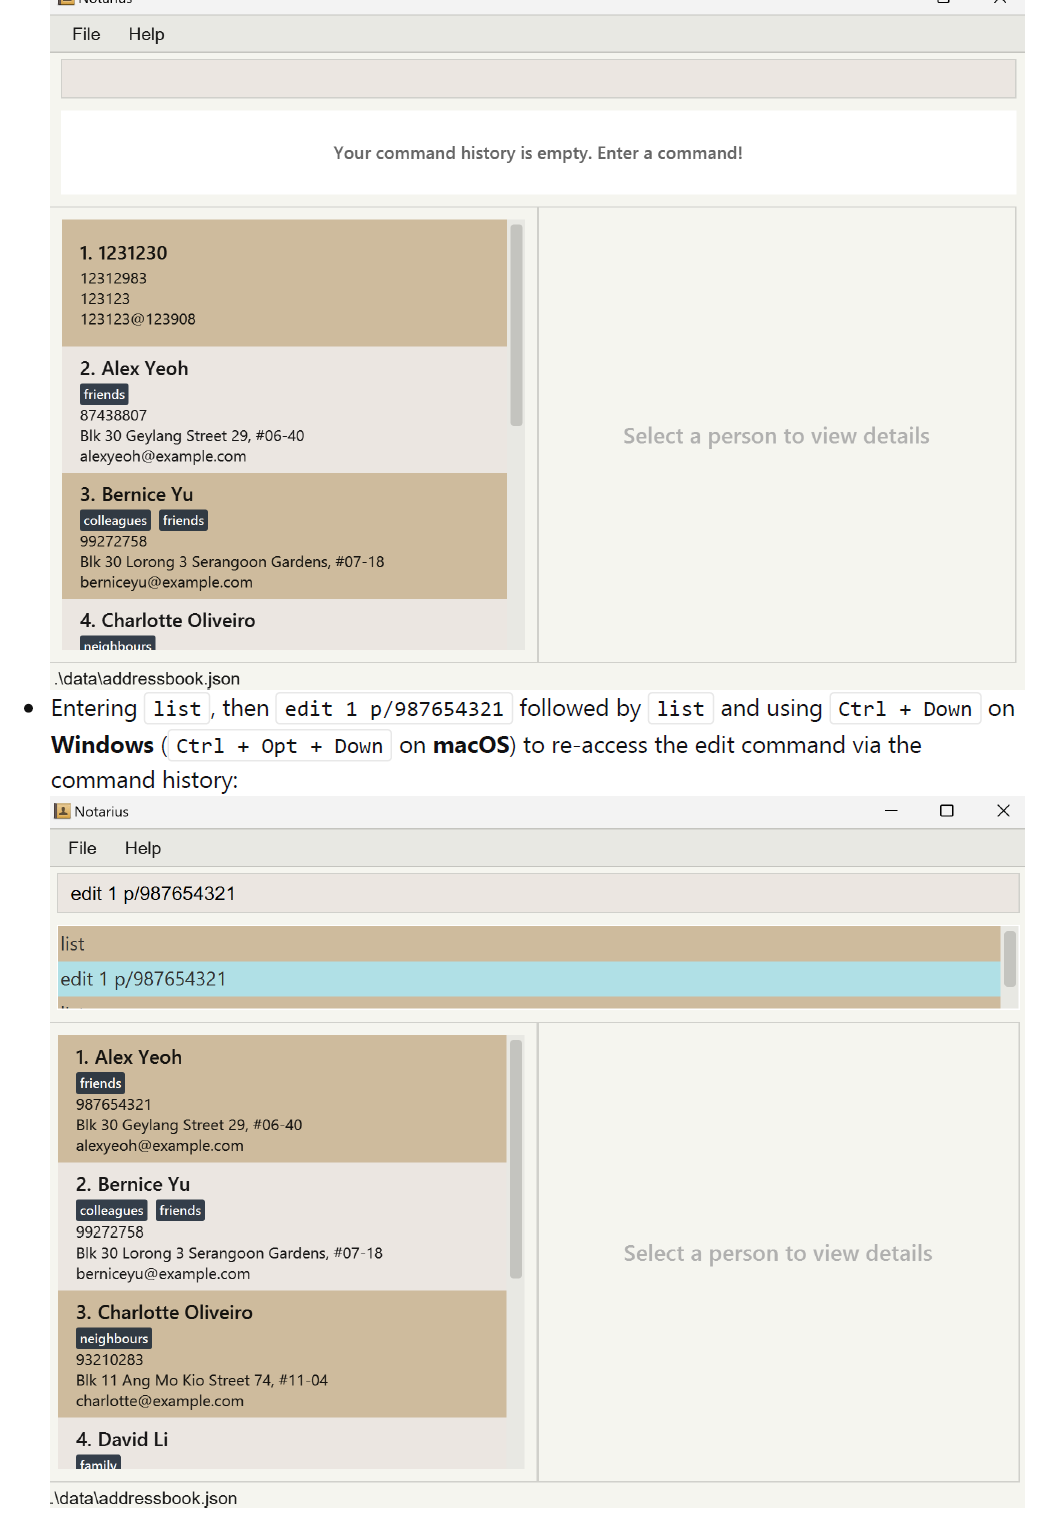 Notarius
File Help
Your command history is empty. Enter a command!
1. 1231230
12312983
123123
123123@123908
2. Alex Yeoh
friends
87438807
Blk 30 Geylang Street 29, #06-40
alexyeoh@example.com
3. Bernice Yu
colleagues friends
99272758
Blk 30 Lorong 3 Serangoon Gardens, #07-18
berniceyu@example.com
4. Charlotte Oliveiro
neighbours
Select a person to view details
.\data\addressbook.json
• Entering list, then edit 1 p/987654321 followed by list and using Ctrl + Down on
Windows (Ctrl + Opt + Down on macOS) to re-access the edit command via the
command history:
Notarius
File Help
edit 1 p/987654321
list
edit 1 p/987654321
1. Alex Yeoh
friends
987654321
Blk 30 Geylang Street 29, #06-40
alexyeoh@example.com
2. Bernice Yu
colleagues friends
99272758
Blk 30 Lorong 3 Serangoon Gardens, #07-18
berniceyu@example.com
3. Charlotte Oliveiro
neighbours
93210283
Blk 11 Ang Mo Kio Street 74, #11-04
charlotte@example.com
4. David Li
family
Select a person to view details
.\data\addressbook.json